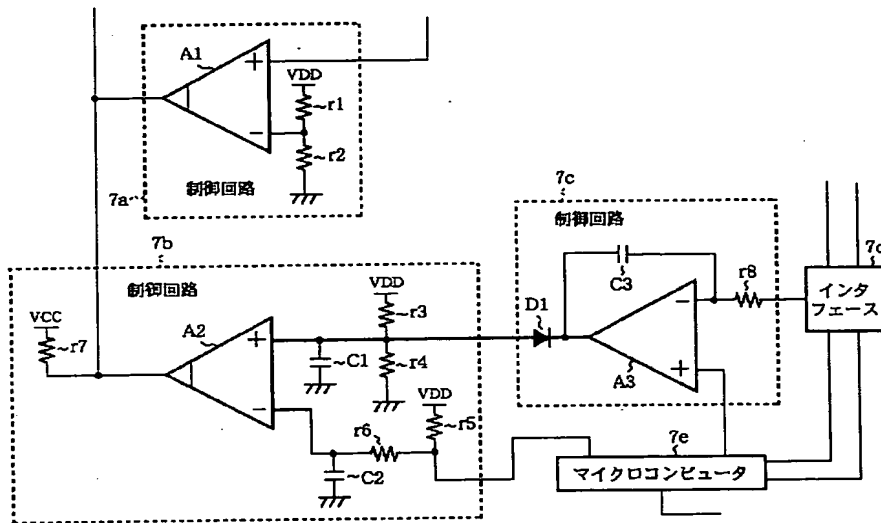 A1
VDD
r1
r2
制御回路
7a
7b
制御回路
VCC
r7
A2
VDD
r3
r4
C1
VDD
r5
r6
C2
7c
制御回路
C3
r8
D1
A3
7d
インタ
フェース
7e
マイクロコンピュータ